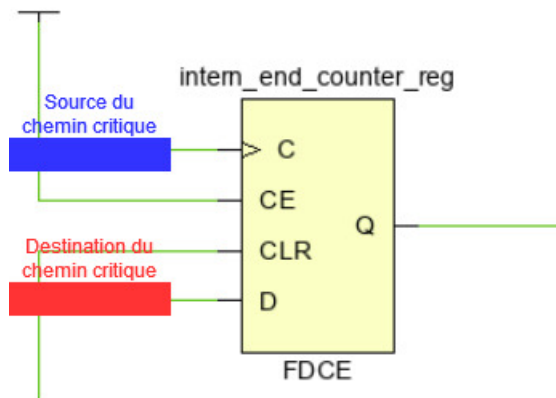 intern_end_counter_reg
Source du
chemin critique
C
CE
Q
Destination du
chemin critique
CLR
D
FDCE